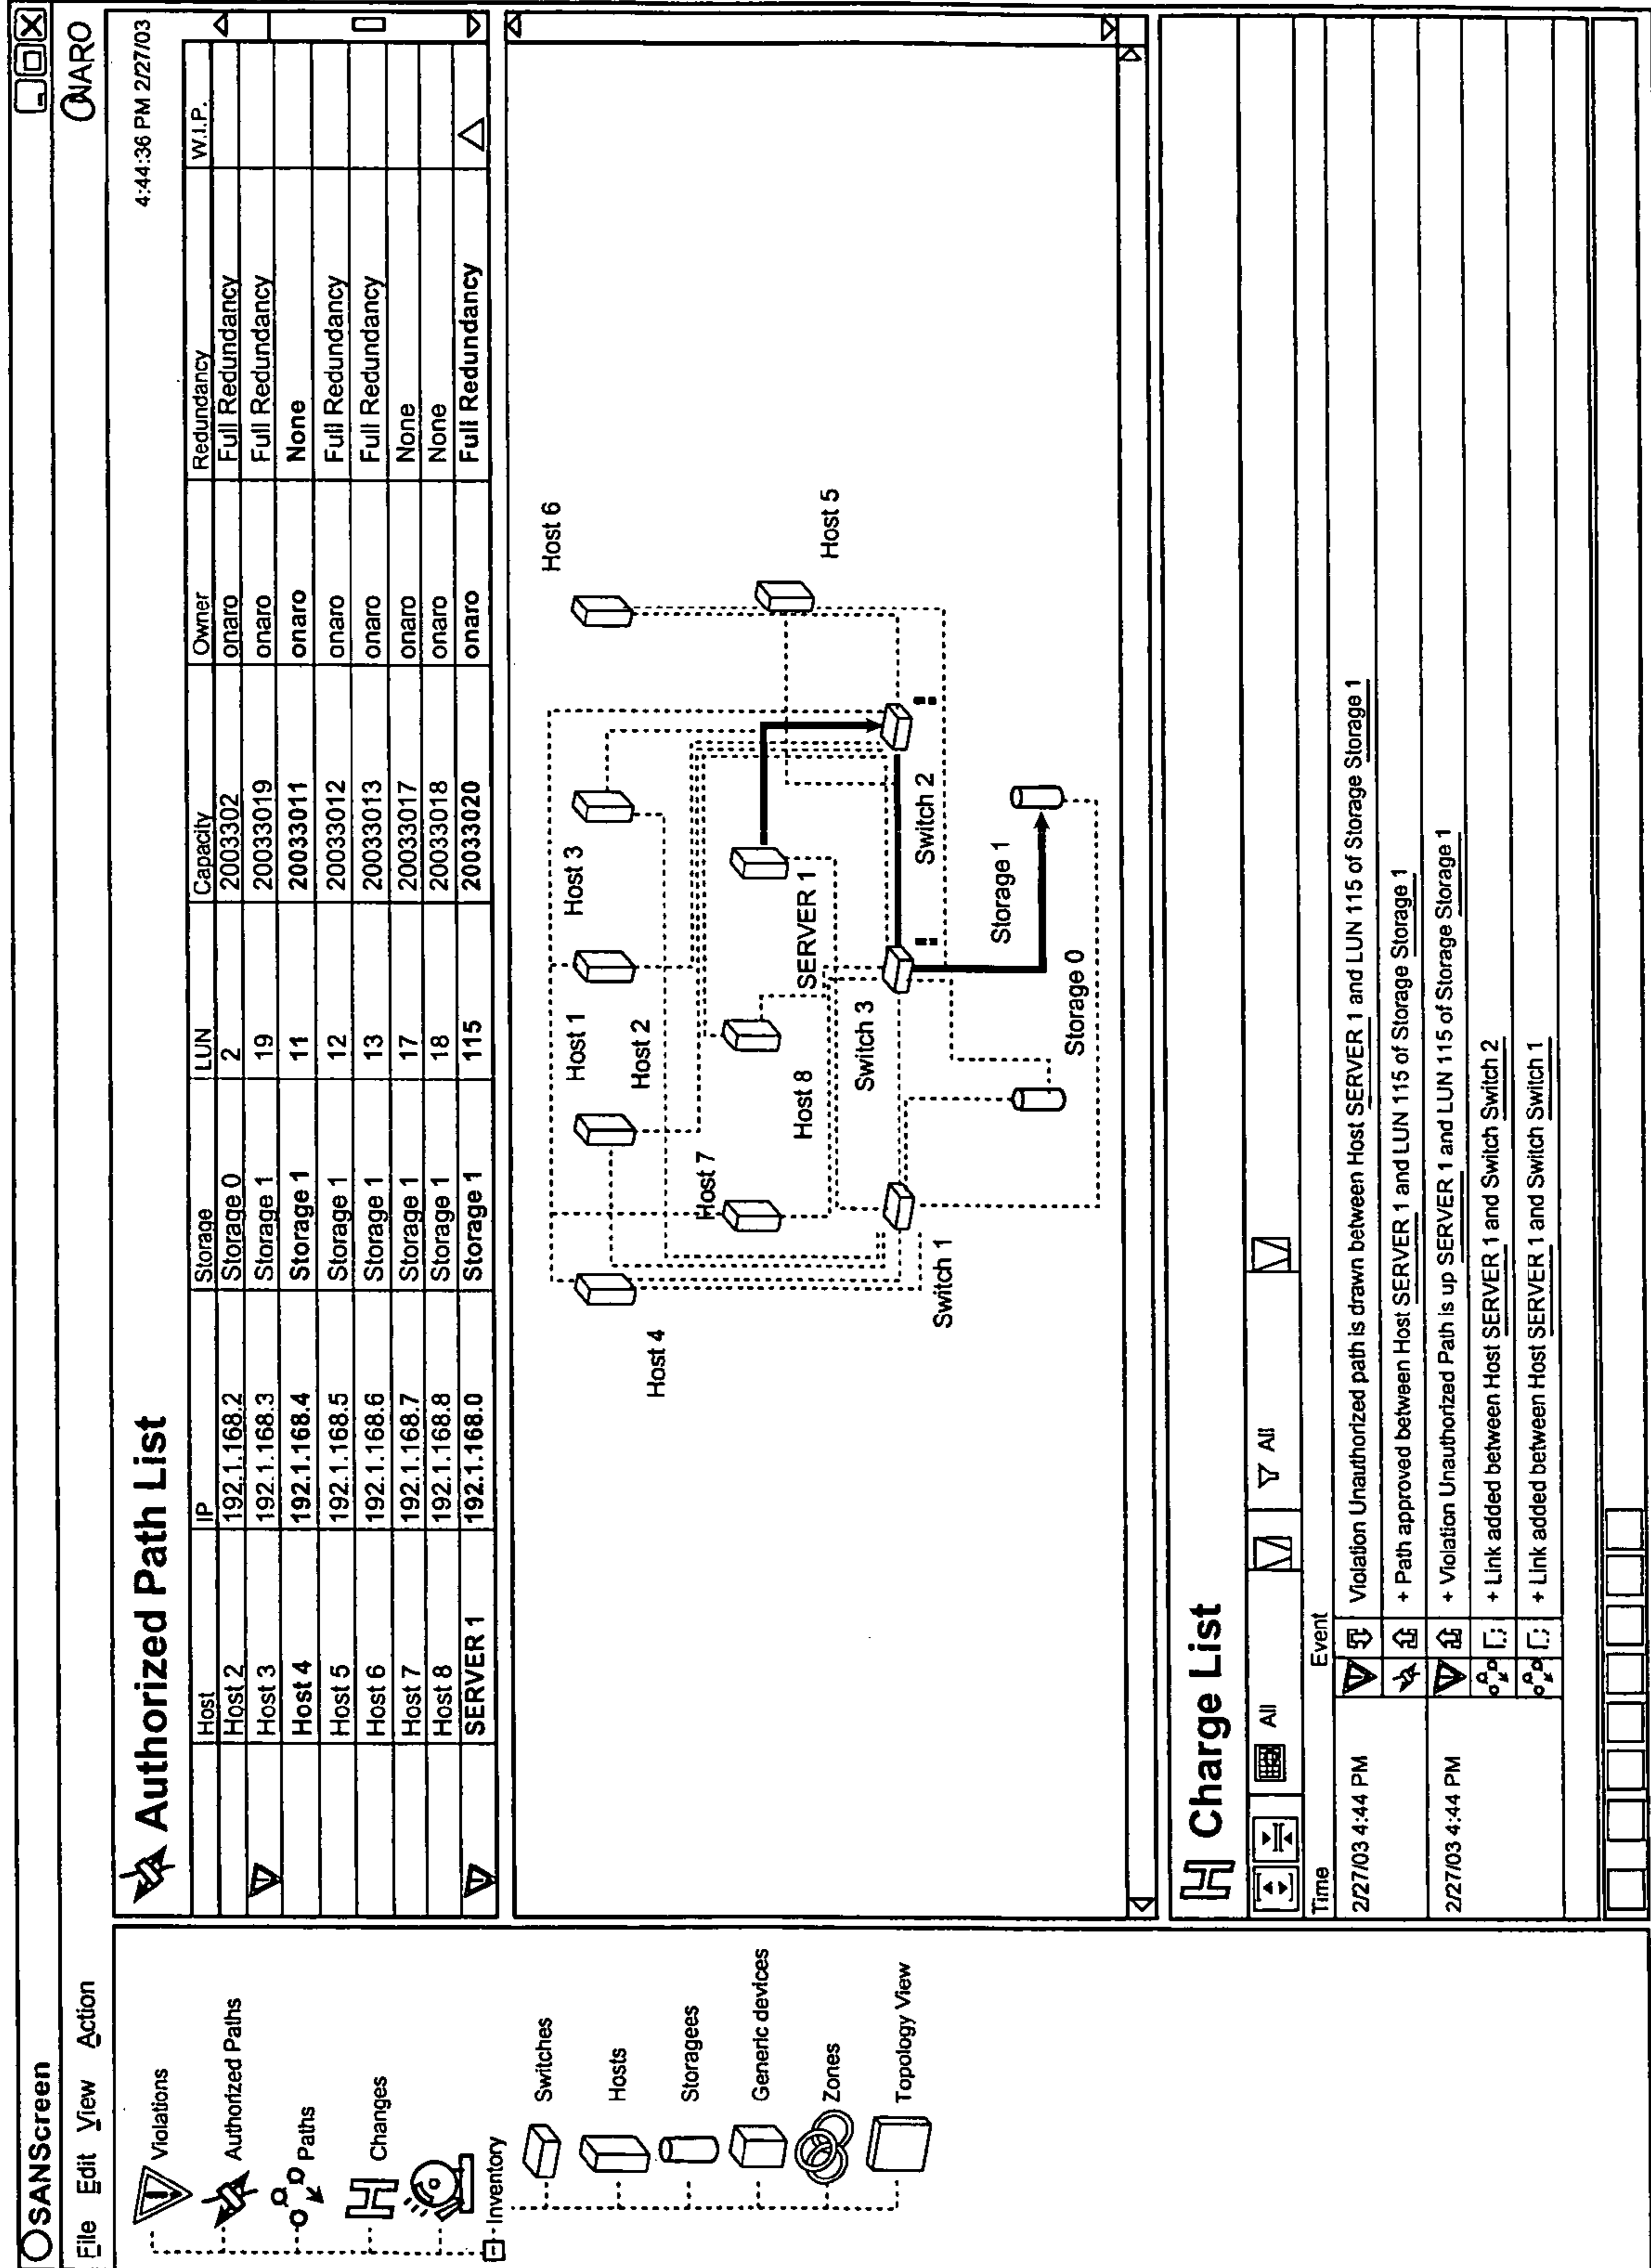 SANScreen
File Edit View Action
ONARO
Violations
Authorized Paths
Paths
Changes
Inventory
Switches
Hosts
Storagees
Generic devices
Zones
Topology View
Authorized Path List
4:44:36 PM 2/27/03
Host IP Storage LUN Capacity Owner Redundancy W.I.P.
Host 2 192.1.168.2 Storage 0 2 20033302 onaro Full Redundancy
Host 3 192.1.168.3 Storage 1 19 20033019 onaro Full Redundancy
Host 4 192.1.168.4 Storage 1 11 20033011 onaro None
Host 5 192.1.168.5 Storage 1 12 20033012 onaro Full Redundancy
Host 6 192.1.168.6 Storage 1 13 20033013 onaro Full Redundancy
Host 7 192.1.168.7 Storage 1 17 20033017 onaro None
Host 8 192.1.168.8 Storage 1 18 20033018 onaro None
SERVER 1 192.1.168.0 Storage 1 115 20033020 onaro Full Redundancy
Host 6
Host 3
Host 1
Host 2
Host 4
Host 7
Host 5
SERVER 1
Host 8
Switch 2
Switch 3
Switch 1
Storage 1
Storage 0
Charge List
All All
Time Event
2/27/03 4:44 PM Violation Unauthorized path is drawn between Host SERVER 1 and LUN 115 of Storage Storage 1
+ Path approved between Host SERVER 1 and LUN 115 of Storage Storage 1
2/27/03 4:44 PM + Violation Unauthorized Path is up SERVER 1 and LUN 115 of Storage Storage 1
+ Link added between Host SERVER 1 and Switch Switch 2
+ Link added between Host SERVER 1 and Switch Switch 1